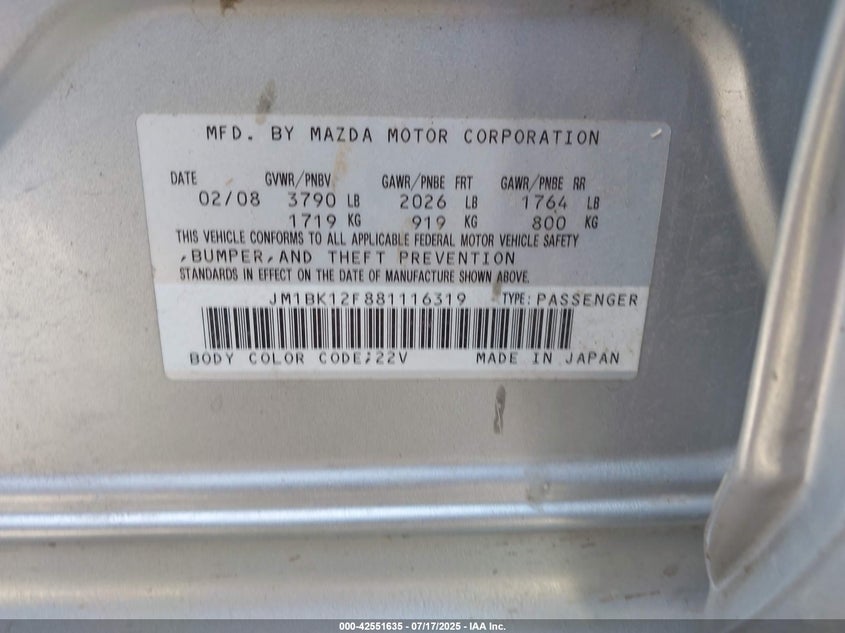 MFD. BY MAZDA MOTOR CORPORATION
DATE GVWR/PNBV GAWR/PNBE FRT GAWR/PNBE RR
02/08 3790 LB 2026 LB 1764 LB
1719 KG 919 KG 800 KG
THIS VEHICLE CONFORMS TO ALL APPLICABLE FEDERAL MOTOR VEHICLE SAFETY
,BUMPER,AND THEFT PREVENTION
STANDARDS IN EFFECT ON THE DATE OF MANUFACTURE SHOWN ABOVE.
JM1BK12F881116319 TYPE: PASSENGER
BODY COLOR CODE;22V MADE IN JAPAN
000-42551635 - 07/17/2025 - IAA Inc.